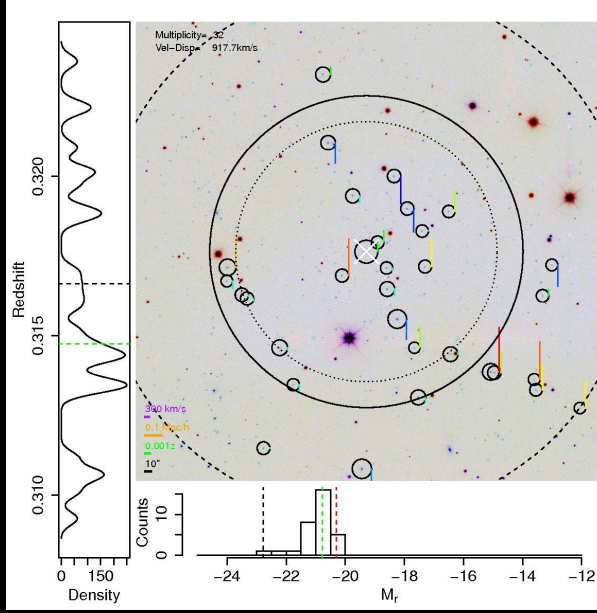 Multiplicity= 32
Vel-Disp= 917.7km/s
0.320
0.315
0.310
Redshift
0 150
Density
300 km/s
0.1 Mpc/h
0.001z
10"
Counts
10
0
−24 −22 −20 −18 −16 −14 −12
Mr